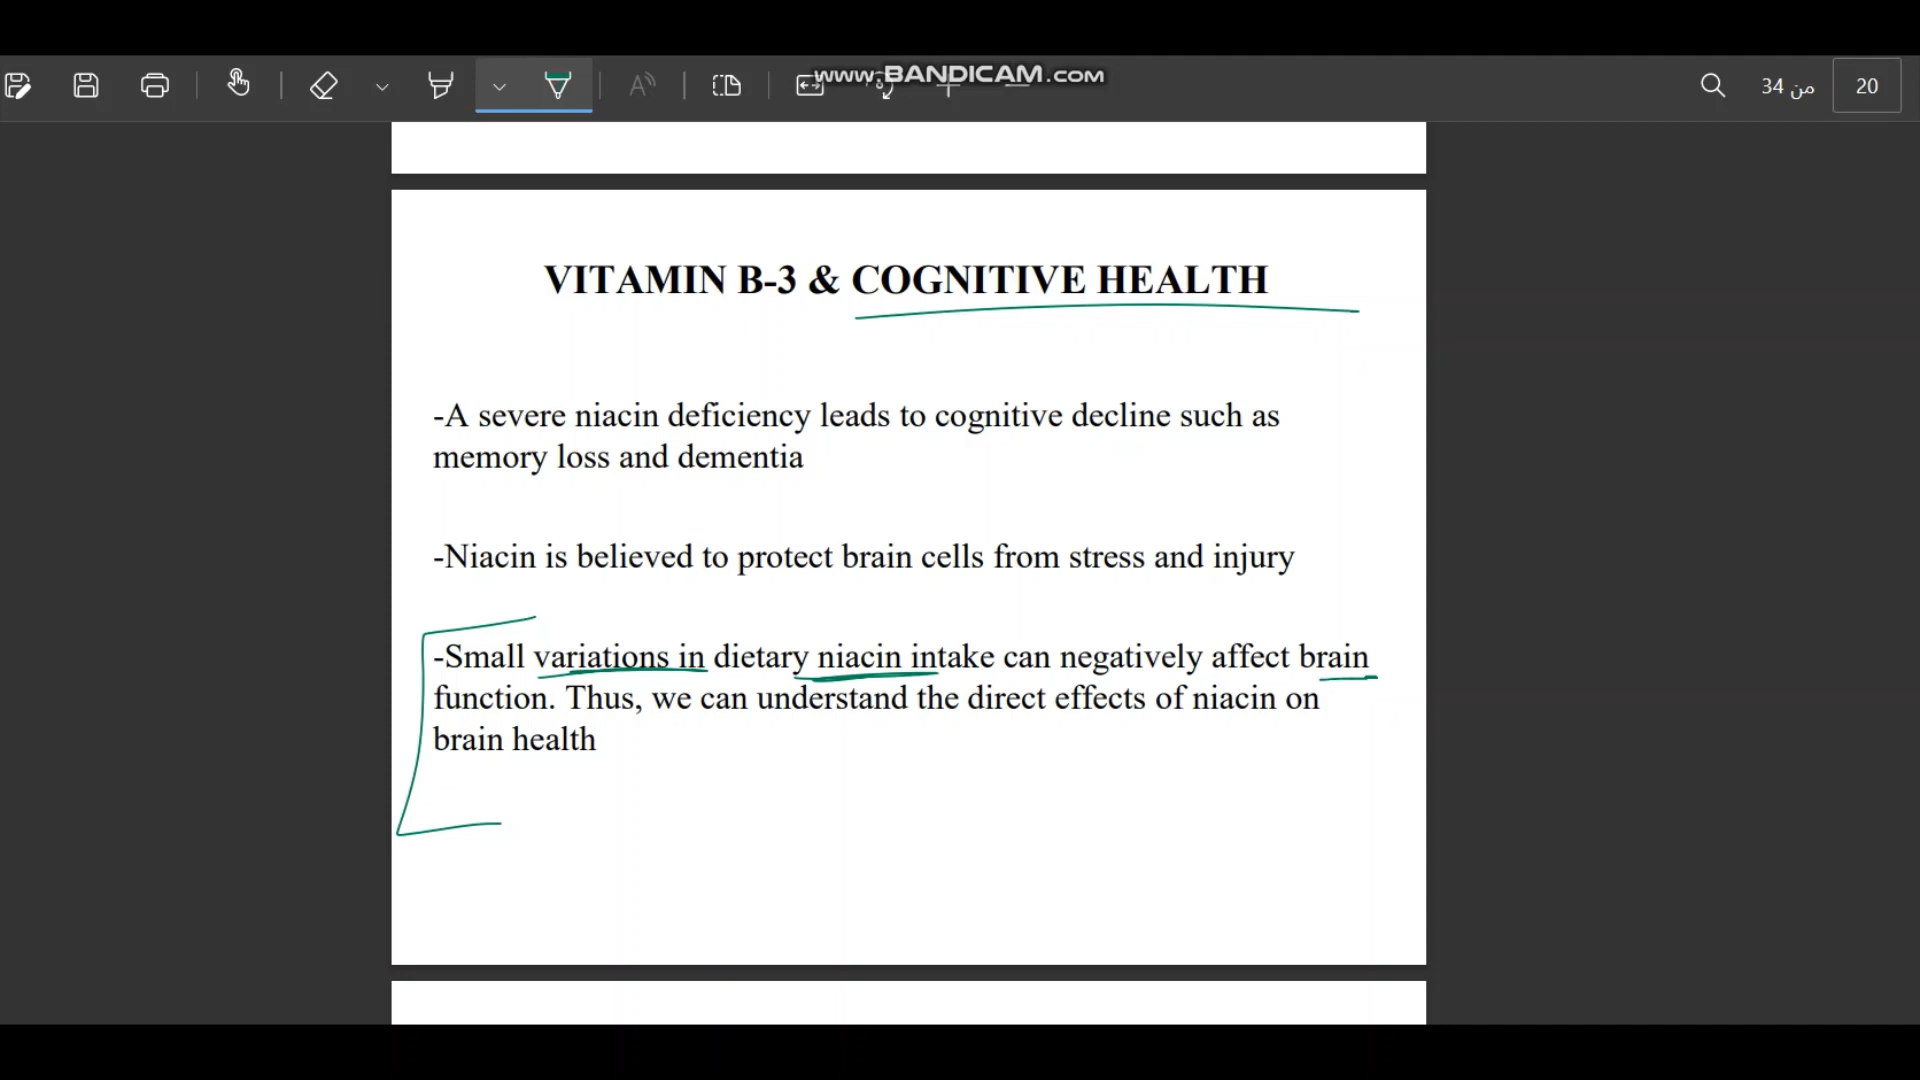 www.BANDICAM.com
من 34
20
VITAMIN B-3 & COGNITIVE HEALTH
-A severe niacin deficiency leads to cognitive decline such as
memory loss and dementia
-Niacin is believed to protect brain cells from stress and injury
-Small variations in dietary niacin intake can negatively affect brain
function. Thus, we can understand the direct effects of niacin on
brain health